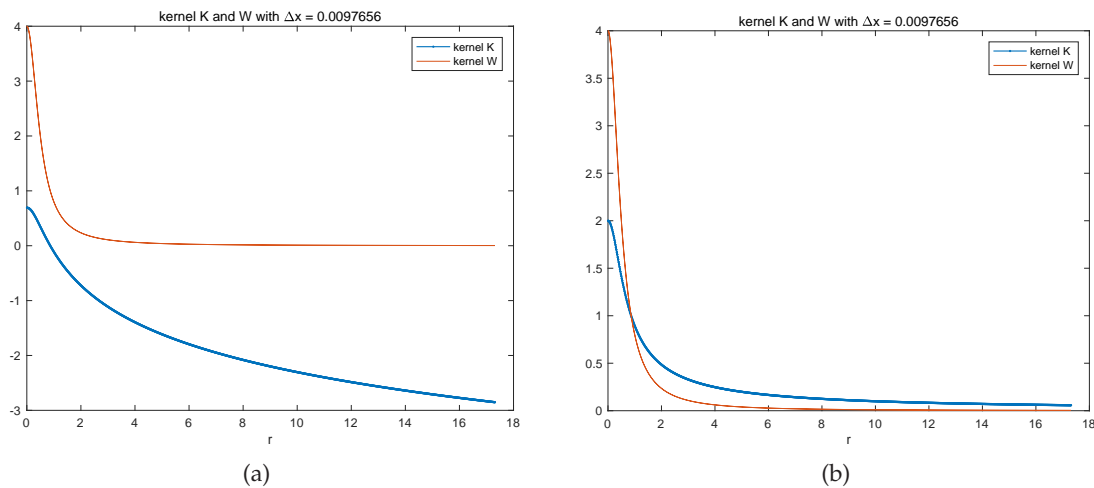 kernel K and W with Δx = 0.0097656
4
3
2
1
0
-1
-2
-3
0 2 4 6 8 10 12 14 16 18
r
kernel K
kernel W
(a)
kernel K and W with Δx = 0.0097656
4
3.5
3
2.5
2
1.5
1
0.5
0
0 2 4 6 8 10 12 14 16 18
r
kernel K
kernel W
(b)